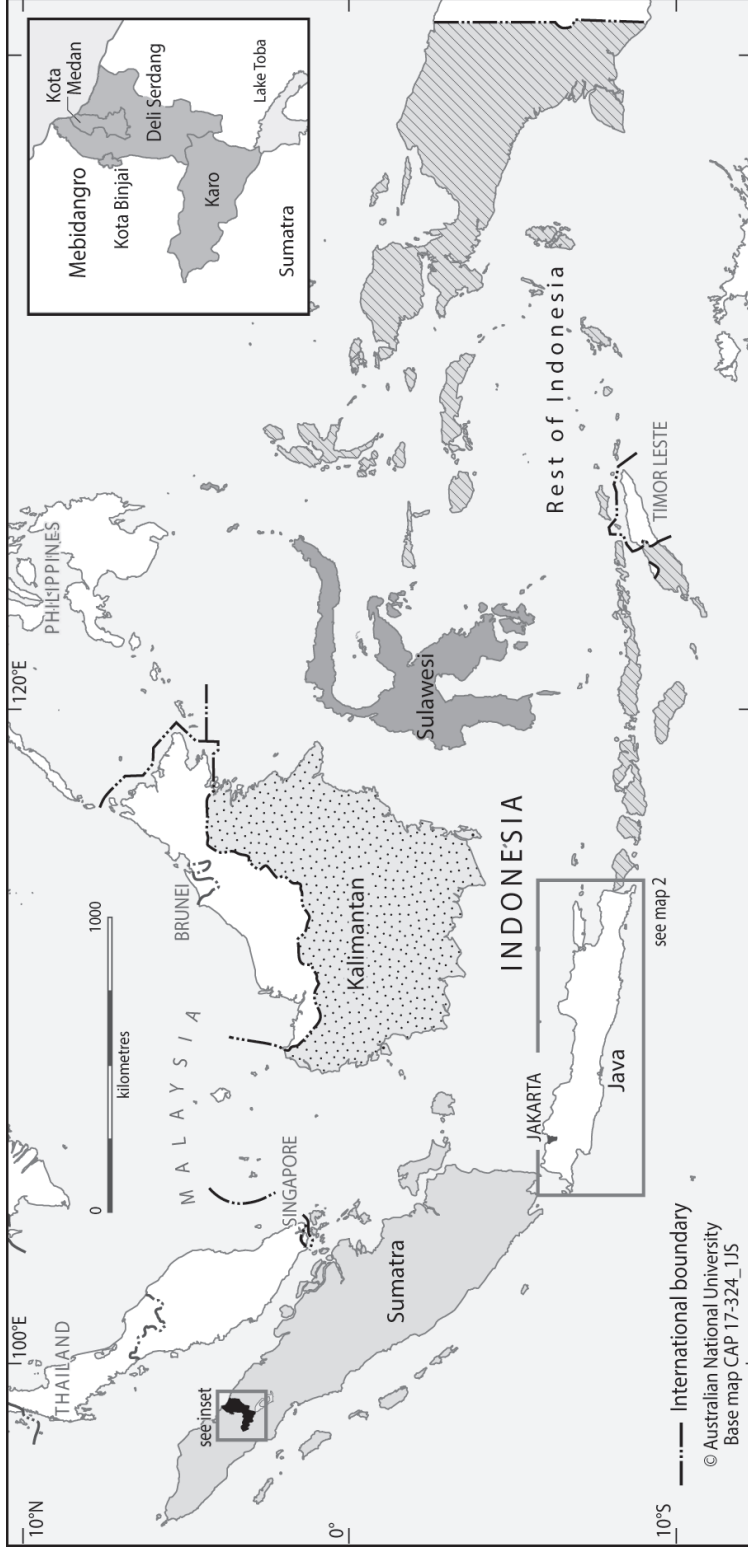 10°N
100°E
120°E
0°
10°S
THAILAND
MALAYSIA
SINGAPORE
BRUNEI
PHILIPPINES
0
1000
kilometres
see inset
Sumatra
Kalimantan
Sulawesi
INDONESIA
JAKARTA
Java
see map 2
Rest of Indonesia
TIMOR LESTE
International boundary
© Australian National University
Base map CAP 17-324_1JS
Mebidangro
Kota
Medan
Kota Binjai
Deli Serdang
Karo
Lake Toba
Sumatra